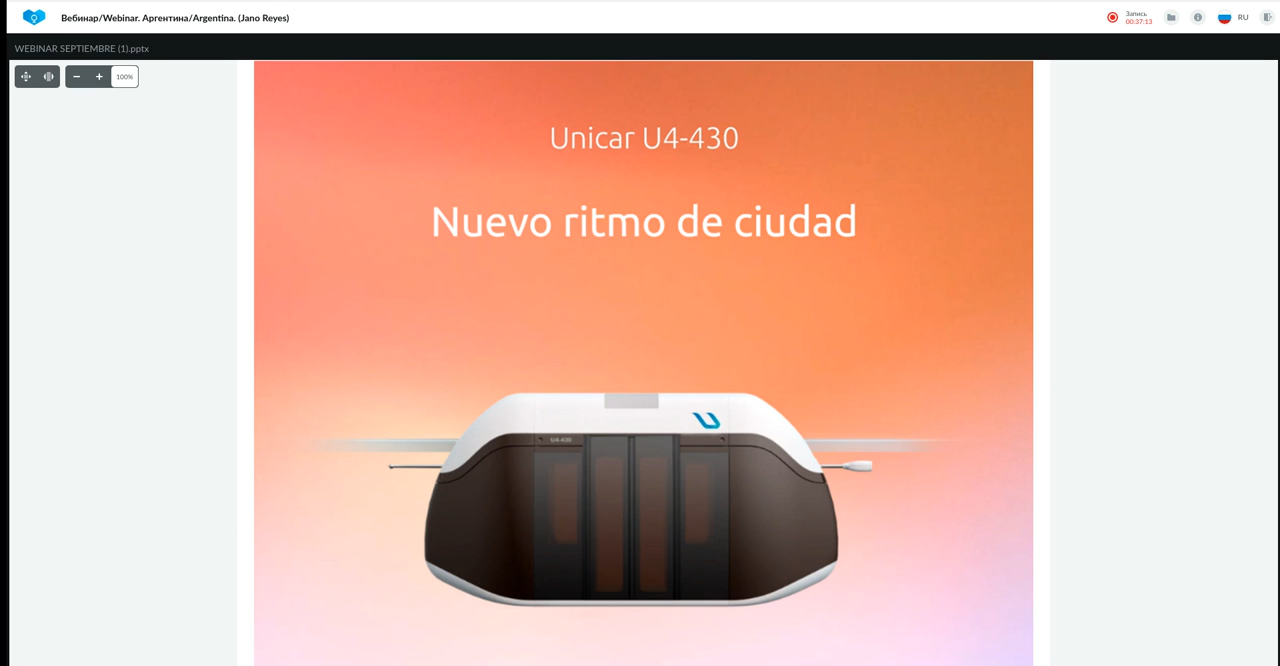 Вебинар/Webinar. Аргентина/Argentina. (Jano Reyes)
Запись
00:37:13
RU
WEBINAR SEPTIEMBRE (1).pptx
100%
Unicar U4-430
Nuevo ritmo de ciudad
U4-430